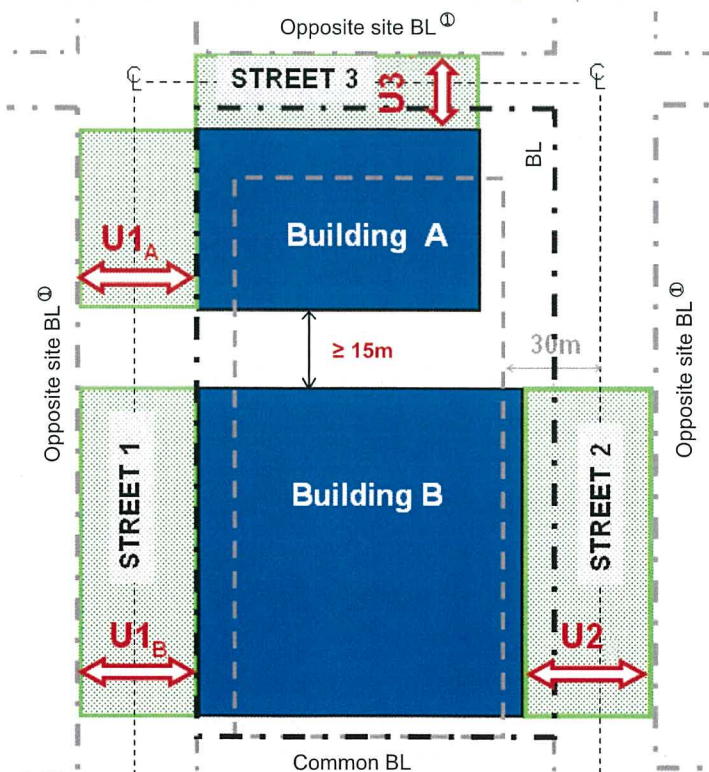 Opposite site BL ①
℄
℄
STREET 3
U3
BL
U1A
Building A
Opposite site BL ①
Opposite site BL ①
≥ 15m
30m
STREET 1
STREET 2
Building B
U1B
U2
Common BL